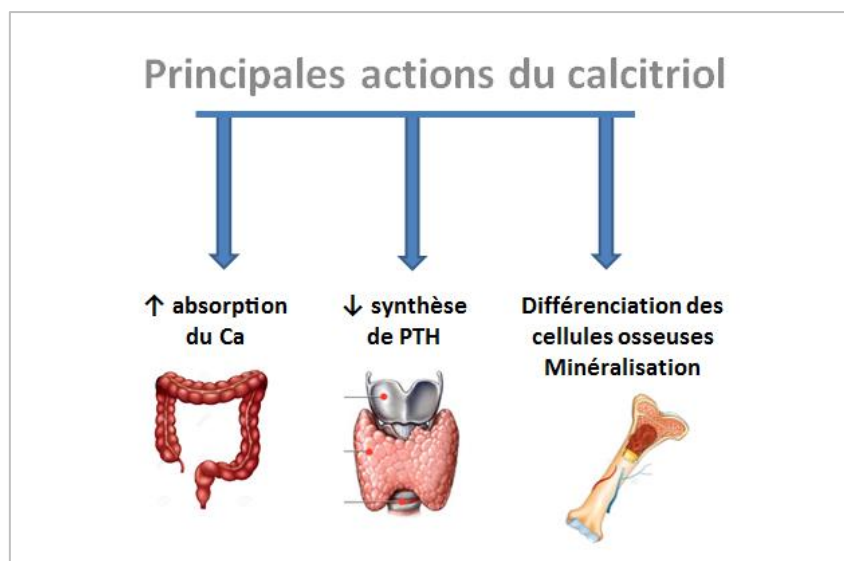 Principales actions du calcitriol
↑ absorption
du Ca
↓ synthèse
de PTH
Différenciation des
cellules osseuses
Minéralisation